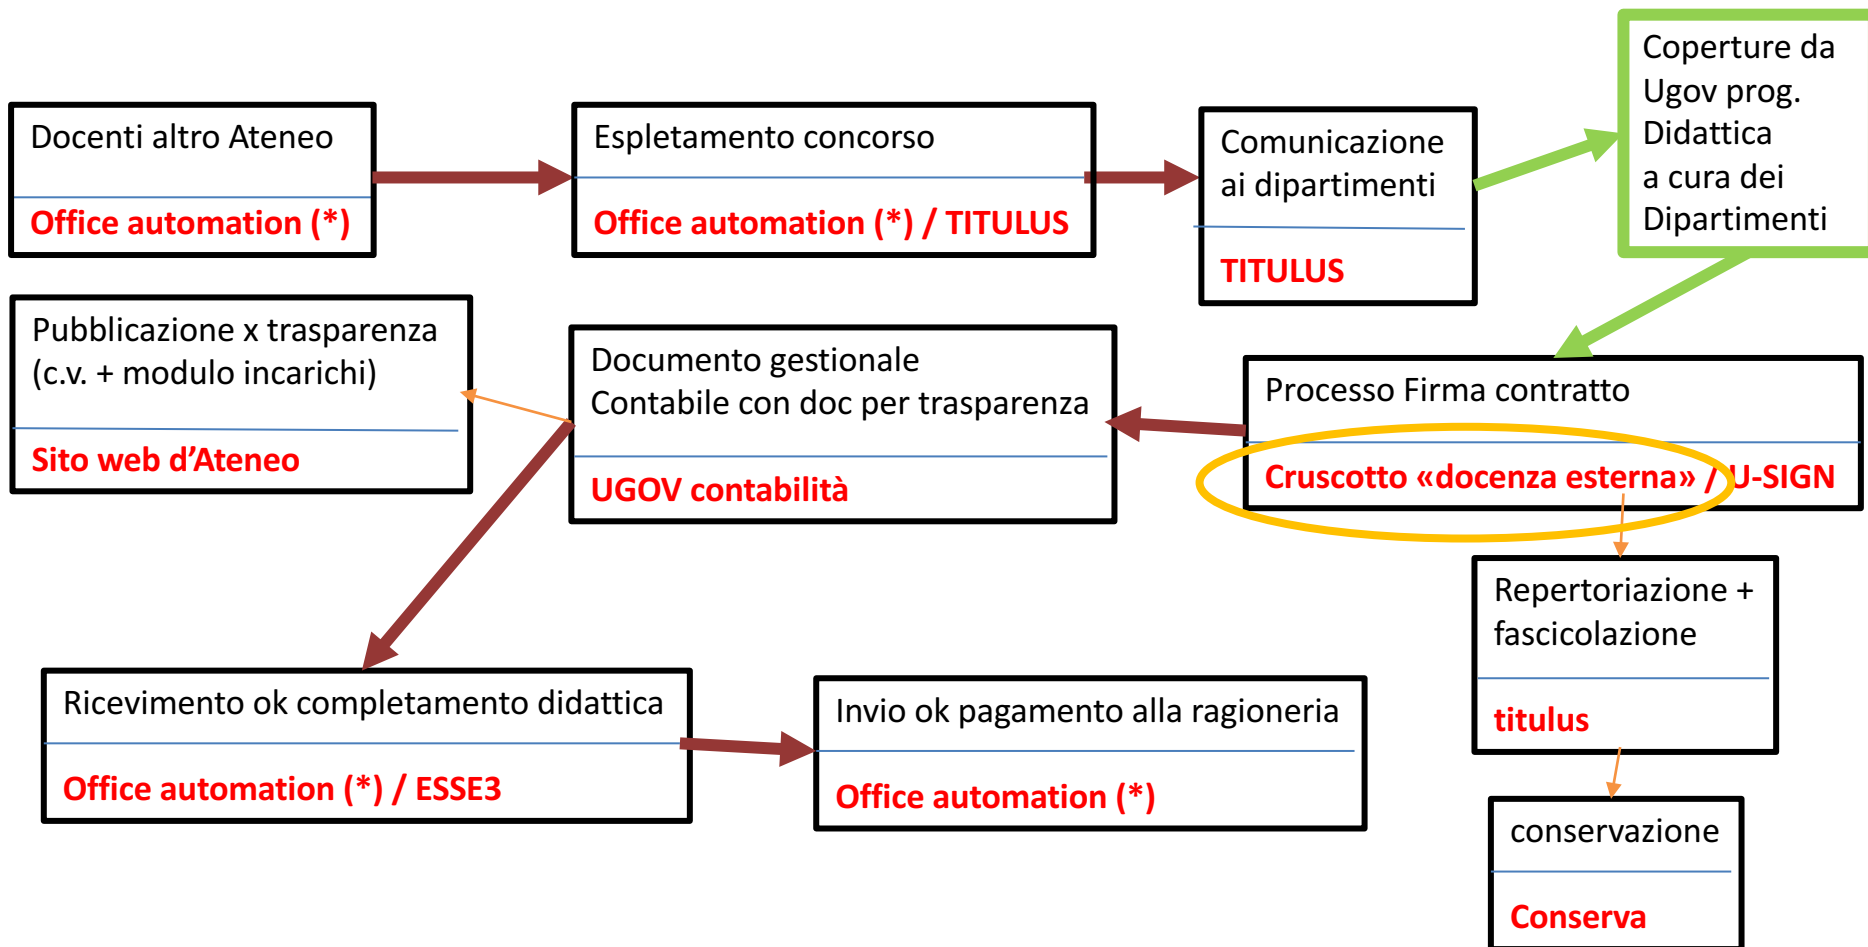 Docenti altro Ateneo
Office automation (*)
Espletamento concorso
Office automation (*) / TITULUS
Comunicazione
ai dipartimenti
TITULUS
Coperture da
Ugov prog.
Didattica
a cura dei
Dipartimenti
Pubblicazione x trasparenza
(c.v. + modulo incarichi)
Sito web d’Ateneo
Documento gestionale
Contabile con doc per trasparenza
UGOV contabilità
Processo Firma contratto
Cruscotto «docenza esterna» / U-SIGN
Repertoriazione +
fascicolazione
titulus
Ricevimento ok completamento didattica
Office automation (*) / ESSE3
Invio ok pagamento alla ragioneria
Office automation (*)
conservazione
Conserva